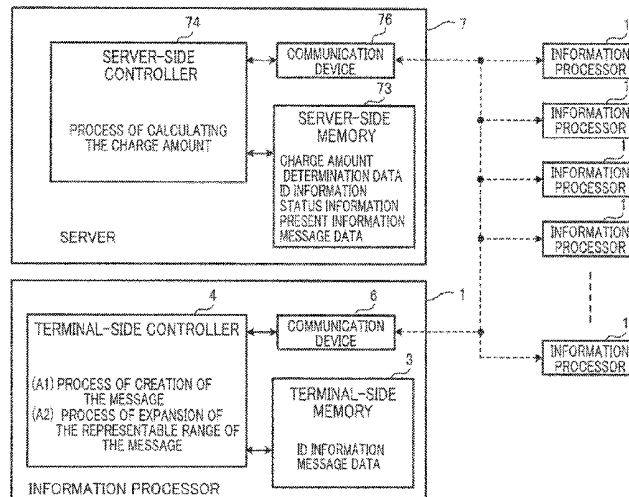 74
SERVER-SIDE
CONTROLLER
PROCESS OF CALCULATING
THE CHARGE AMOUNT
76
COMMUNICATION
DEVICE
7
73
SERVER-SIDE
MEMORY
CHARGE AMOUNT
DETERMINATION DATA
ID INFORMATION
STATUS INFORMATION
PRESENT INFORMATION
MESSAGE DATA
SERVER
4
TERMINAL-SIDE CONTROLLER
(A1) PROCESS OF CREATION OF
THE MESSAGE
(A2) PROCESS OF EXPANSION OF
THE REPRESENTABLE RANGE OF
THE MESSAGE
6
COMMUNICATION
DEVICE
1
3
TERMINAL-SIDE
MEMORY
ID INFORMATION
MESSAGE DATA
INFORMATION PROCESSOR
1
INFORMATION
PROCESSOR
1
INFORMATION
PROCESSOR
1
INFORMATION
PROCESSOR
1
INFORMATION
PROCESSOR
1
INFORMATION
PROCESSOR